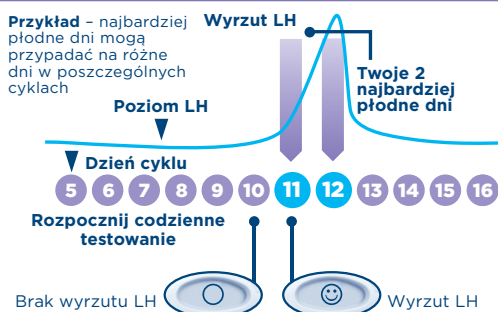 Przykład – najbardziej
płodne dni mogą
przypadać na różne
dni w poszczególnych
cyklach
Wyrzut LH
Twoje 2
najbardziej
płodne dni
Poziom LH
Dzień cyklu
5 6 7 8 9 10 11 12 13 14 15 16
Rozpocznij codzienne
testowanie
Brak wyrzutu LH
Wyrzut LH